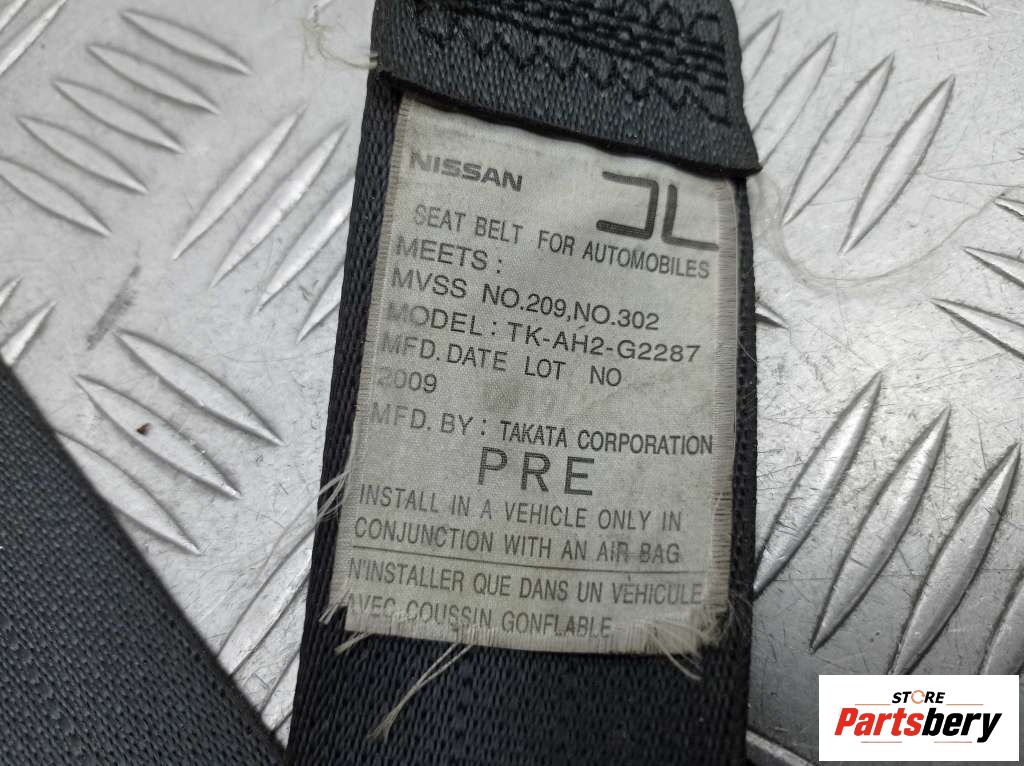 NISSAN JL
SEAT BELT FOR AUTOMOBILES
MEETS :
MVSS NO.209,NO.302
MODEL : TK-AH2-G2287
MFD. DATE LOT NO
2009
MFD. BY : TAKATA CORPORATION
PRE
INSTALL IN A VEHICLE ONLY IN
CONJUNCTION WITH AN AIR BAG
N'INSTALLER QUE DANS UN VÉHICULE
AVEC COUSSIN GONFLABLE
STORE
Partsbery